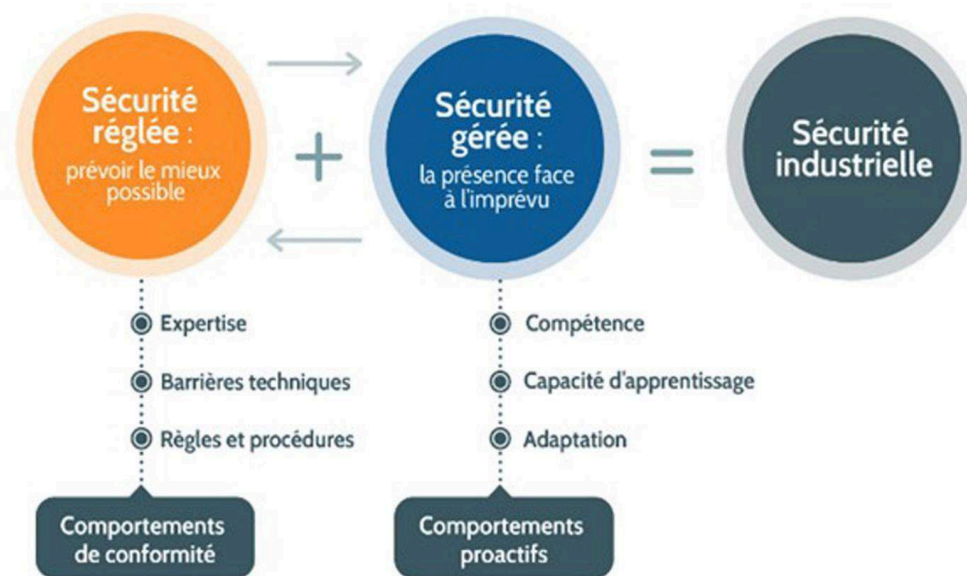 Sécurité
réglée :
prévoir le mieux
possible
+
Sécurité
gérée :
la présence face
à l'imprévu
=
Sécurité
industrielle
Expertise
Barrières techniques
Règles et procédures
Comportements
de conformité
Compétence
Capacité d'apprentissage
Adaptation
Comportements
proactifs